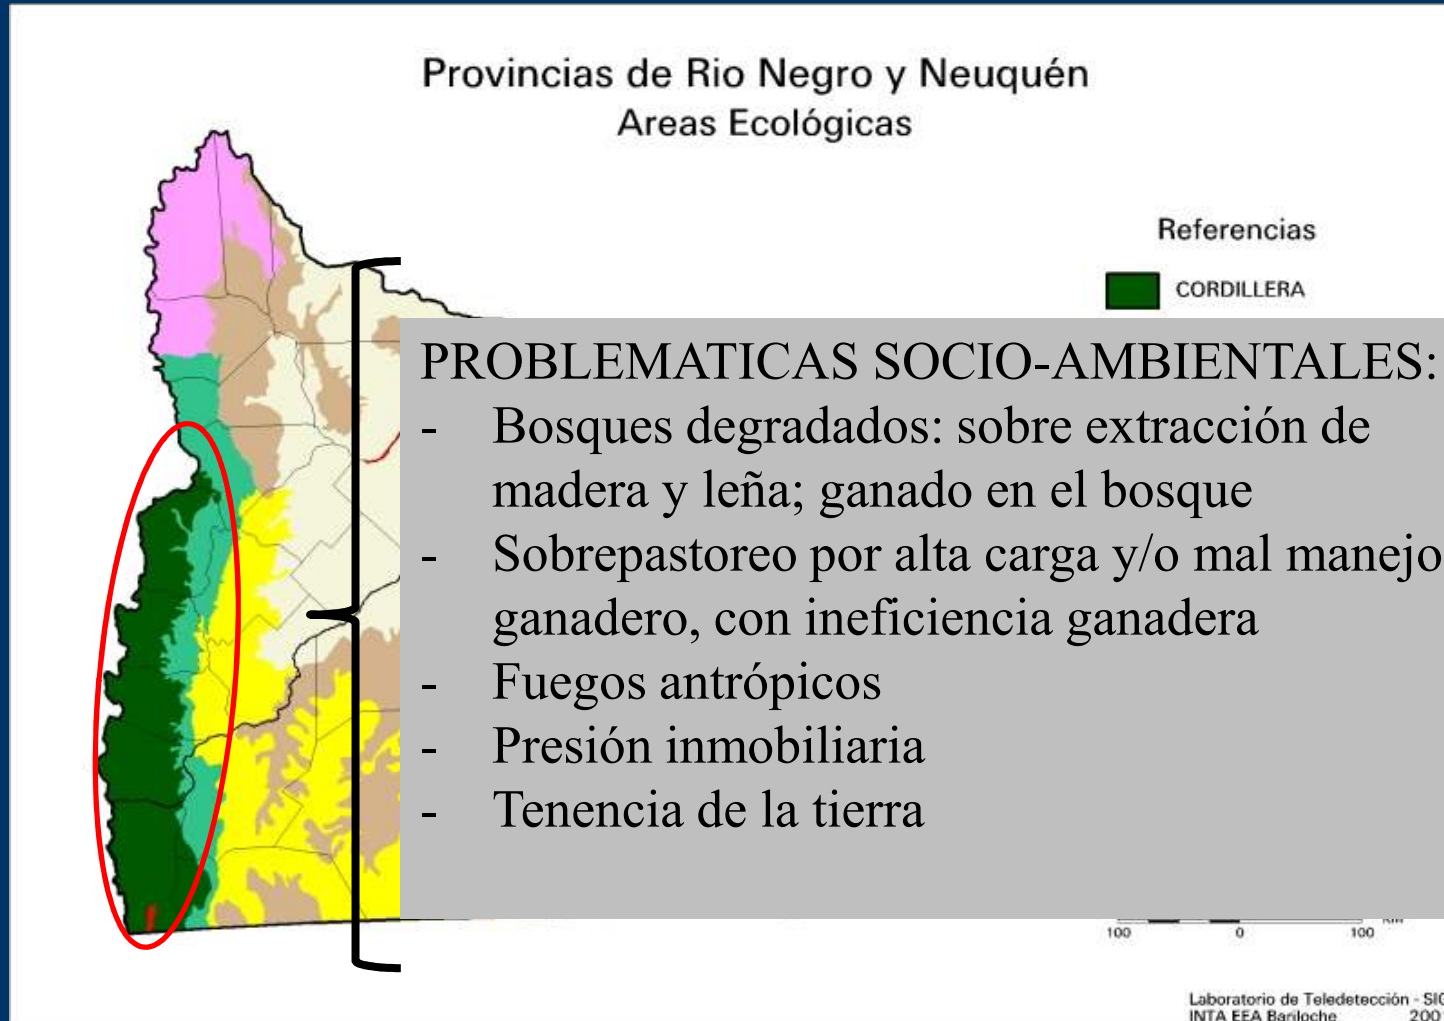 Provincias de Rio Negro y Neuquén
Areas Ecológicas
Referencias
CORDILLERA
PROBLEMATICAS SOCIO-AMBIENTALES:
- Bosques degradados: sobre extracción de
madera y leña; ganado en el bosque
- Sobrepastoreo por alta carga y/o mal manejo
ganadero, con ineficiencia ganadera
- Fuegos antrópicos
- Presión inmobiliaria
- Tenencia de la tierra
100 0 100
Laboratorio de Teledetección - SIG
INTA EEA Bariloche 200